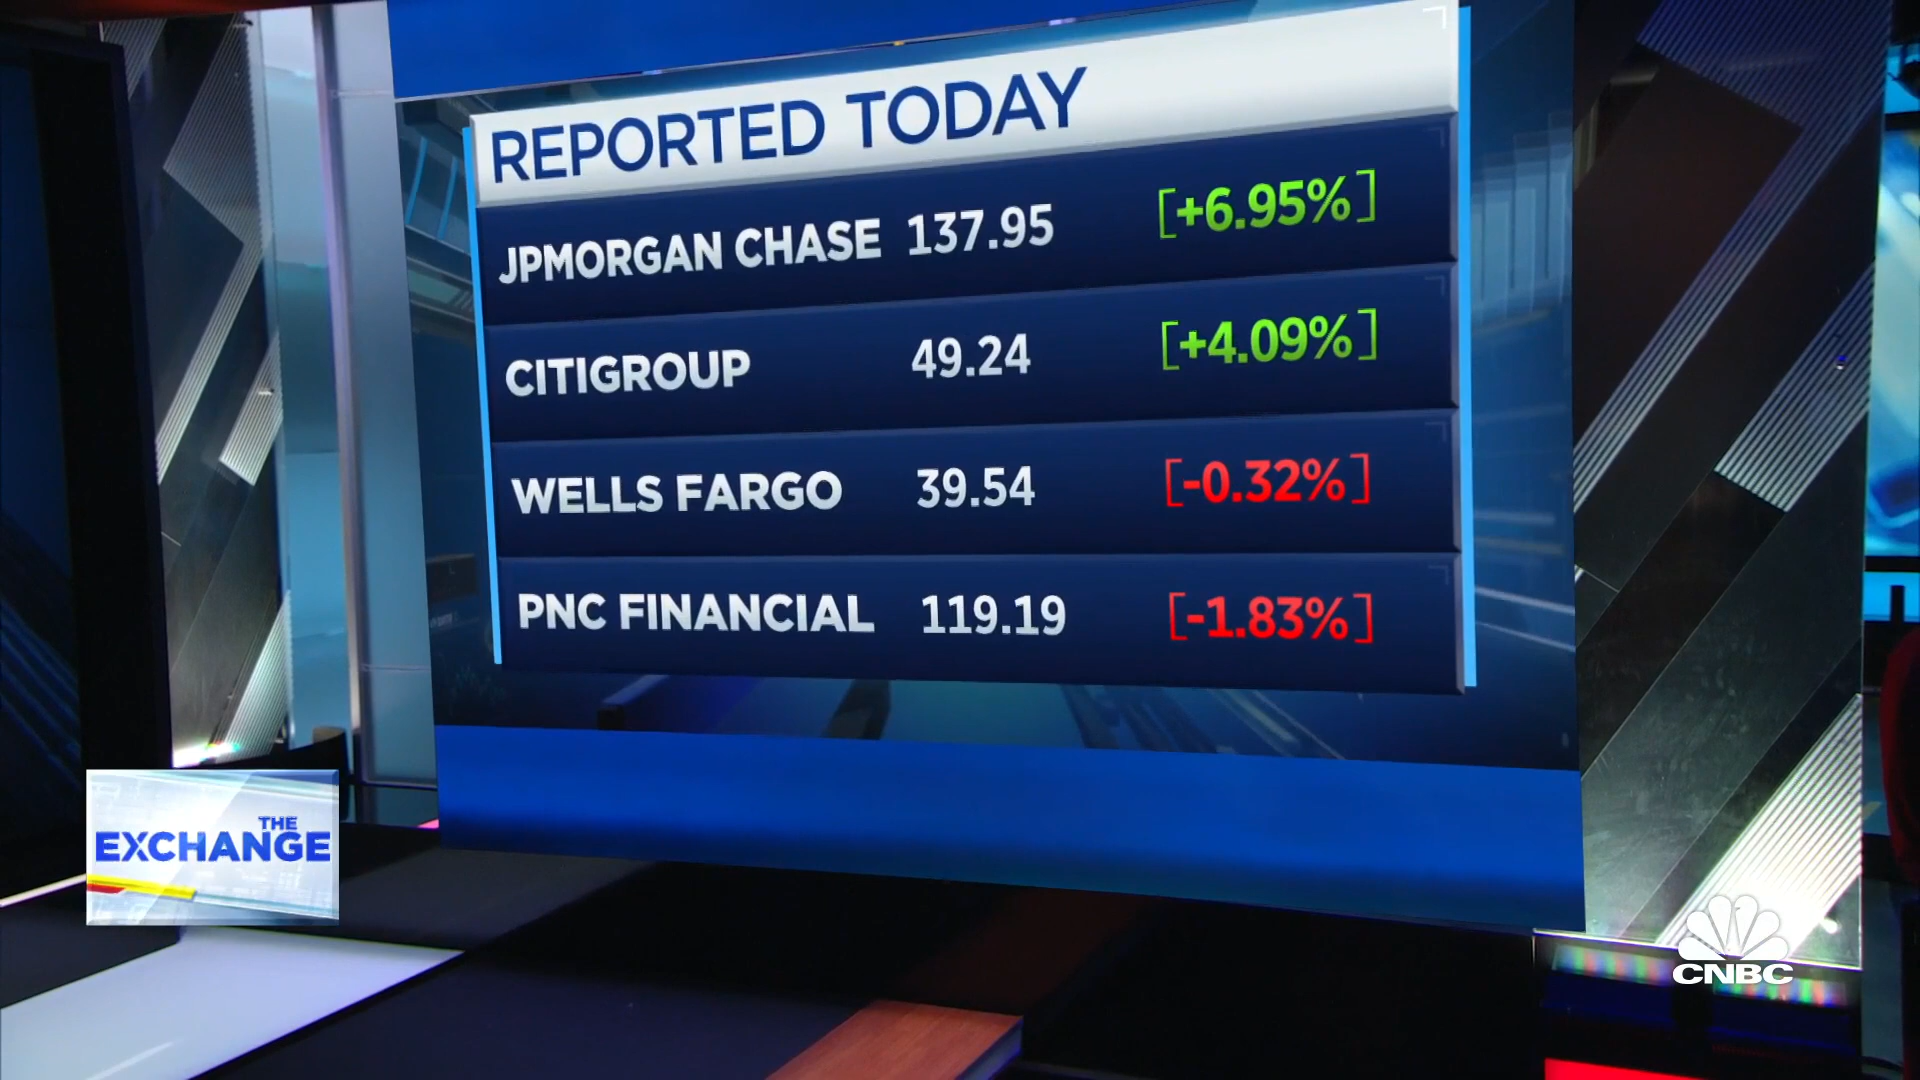 REPORTED TODAY
JPMORGAN CHASE 137.95 [+6.95%]
CITIGROUP 49.24 [+4.09%]
WELLS FARGO 39.54 [-0.32%]
PNC FINANCIAL 119.19 [-1.83%]
THE
EXCHANGE
CNBC